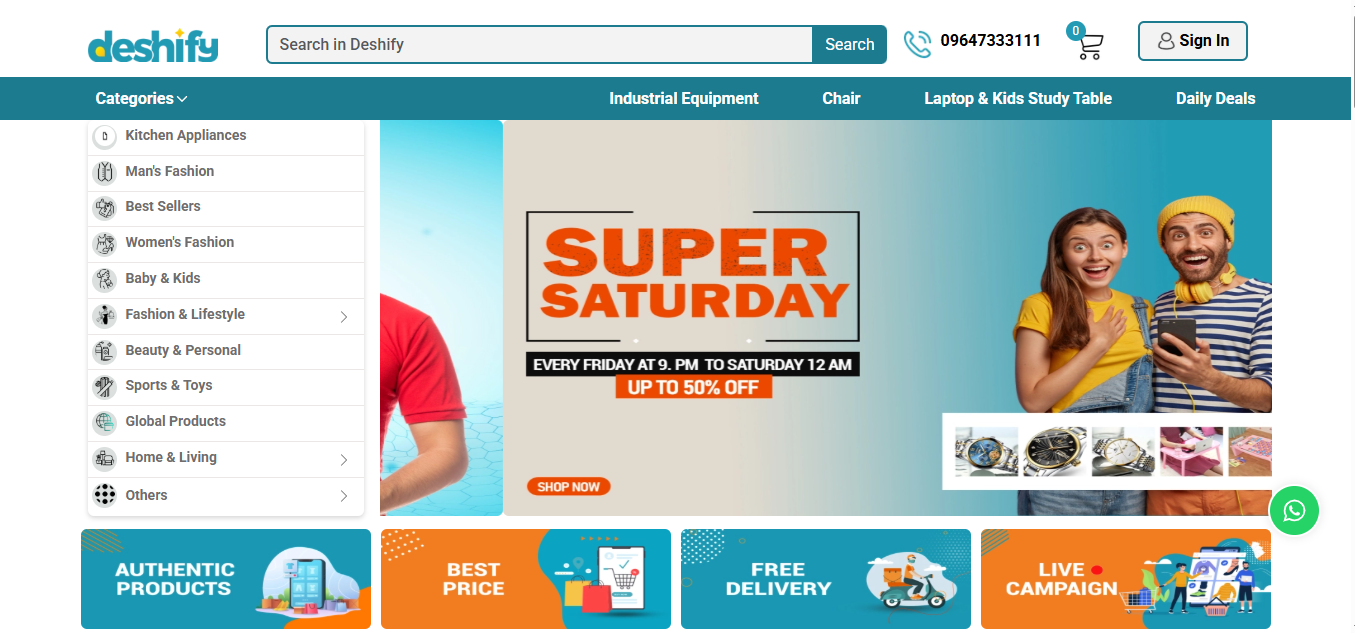 deshify
Search in Deshify
Search
09647333111
0
Sign In
Categories
Industrial Equipment
Chair
Laptop & Kids Study Table
Daily Deals
Kitchen Appliances
Man's Fashion
Best Sellers
Women's Fashion
Baby & Kids
Fashion & Lifestyle
Beauty & Personal
Sports & Toys
Global Products
Home & Living
Others
SUPER
SATURDAY
EVERY FRIDAY AT 9. PM TO SATURDAY 12 AM
UP TO 50% OFF
SHOP NOW
AUTHENTIC
PRODUCTS
BEST
PRICE
FREE
DELIVERY
LIVE
CAMPAIGN